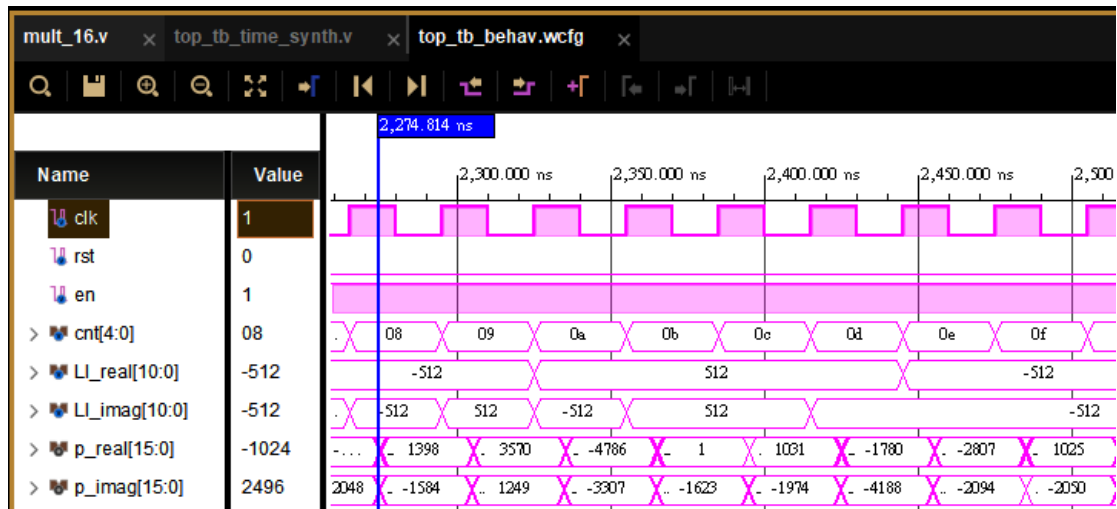 mult_16.v × top_tb_time_synth.v × top_tb_behav.wcfg ×
2,274.814 ns
Name Value 2,300.000 ns 2,350.000 ns 2,400.000 ns 2,450.000 ns 2,500
clk 1
rst 0
en 1
> cnt[4:0] 08 . 08 09 0a 0b 0c 0d 0e 0f
> LI_real[10:0] -512 -512 512 -512
> LI_imag[10:0] -512 . -512 512 -512 512 -512
> p_real[15:0] -1024 -... . 1398 . 3570 . -4786 . 1 . 1031 . -1780 . -2807 . 1025
> p_imag[15:0] 2496 2048 . -1584 . 1249 . -3307 . -1623 . -1974 . -4188 . -2094 . -2050